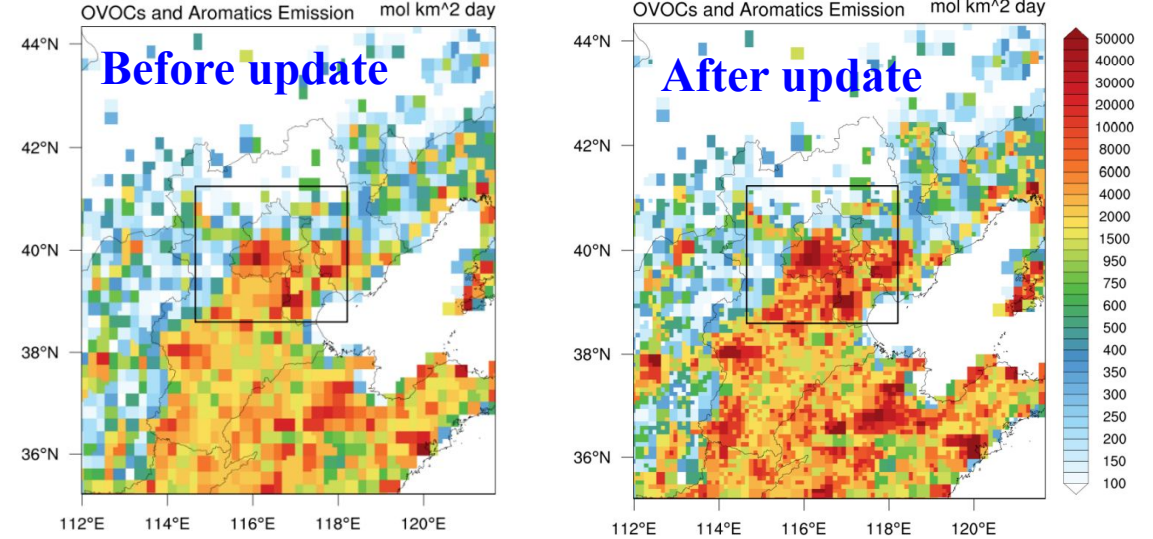 OVOCs and Aromatics Emission mol km^2 day
Before update
44°N
42°N
40°N
38°N
36°N
112°E 114°E 116°E 118°E 120°E
OVOCs and Aromatics Emission mol km^2 day
After update
44°N
42°N
40°N
38°N
36°N
112°E 114°E 116°E 118°E 120°E
50000
40000
30000
20000
10000
8000
6000
4000
2000
1500
950
750
600
500
400
350
300
250
200
150
100